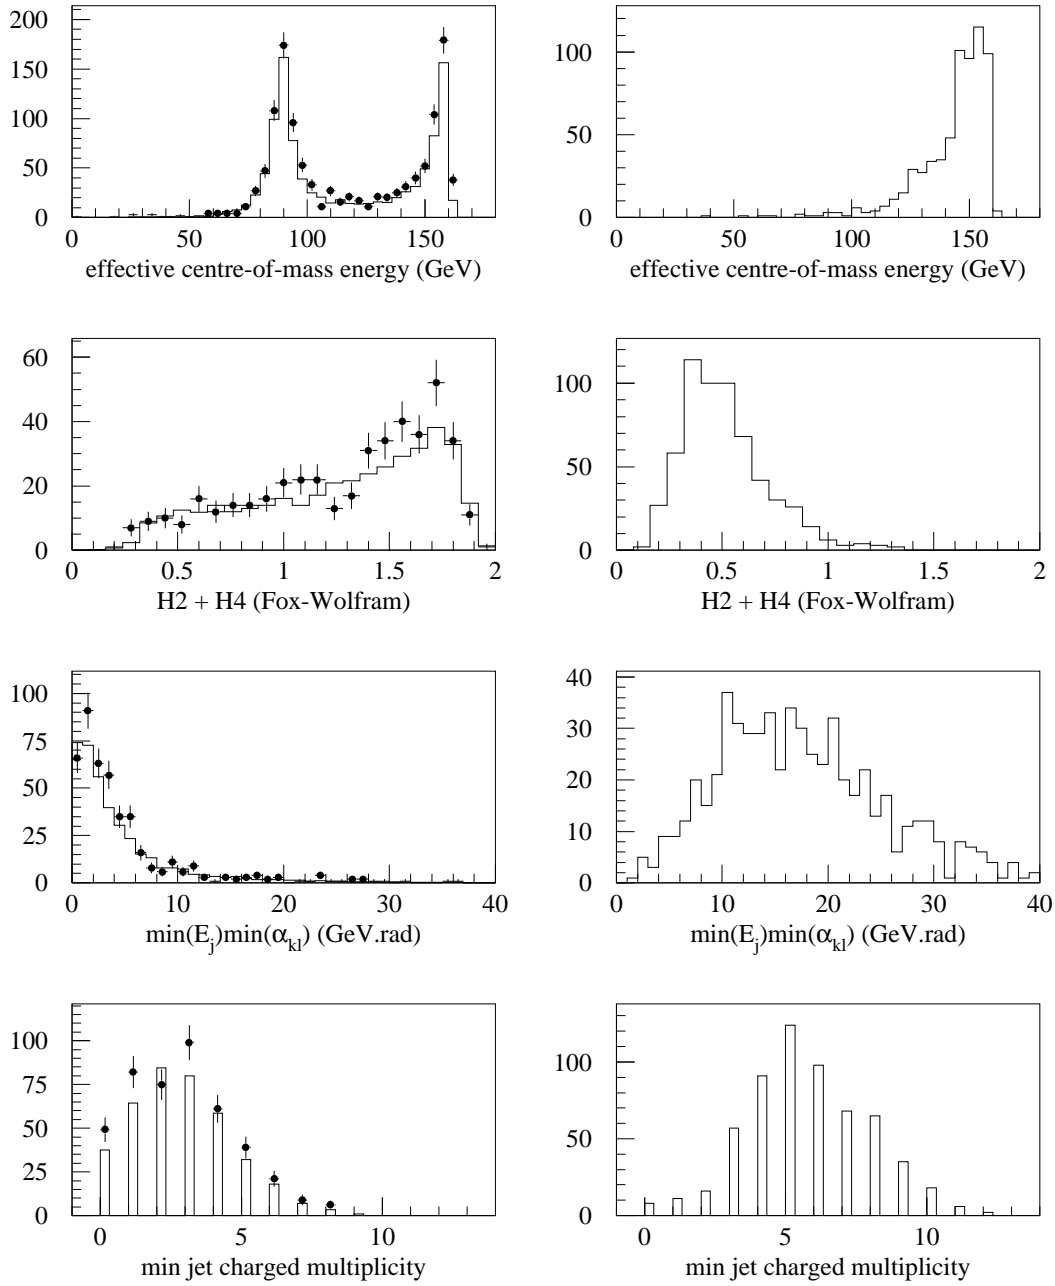 200
150
100
50
0
0 50 100 150
effective centre-of-mass energy (GeV)
100
50
0
0 50 100 150
effective centre-of-mass energy (GeV)
60
40
20
0
0 0.5 1 1.5 2
H2 + H4 (Fox-Wolfram)
100
50
0
0 0.5 1 1.5 2
H2 + H4 (Fox-Wolfram)
100
75
50
25
0
0 10 20 30 40
min(E_j)min(α_kl) (GeV.rad)
40
30
20
10
0
0 10 20 30 40
min(E_j)min(α_kl) (GeV.rad)
100
75
50
25
0
0 5 10
min jet charged multiplicity
100
50
0
0 5 10
min jet charged multiplicity